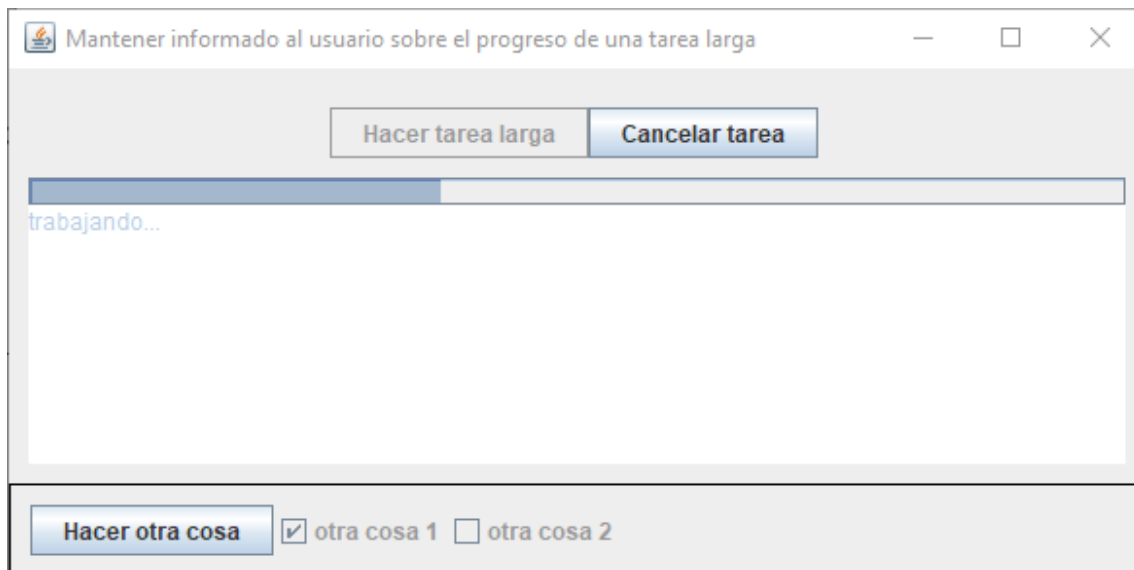 Mantener informado al usuario sobre el progreso de una tarea larga
Hacer tarea larga Cancelar tarea
trabajando...
Hacer otra cosa otra cosa 1 otra cosa 2